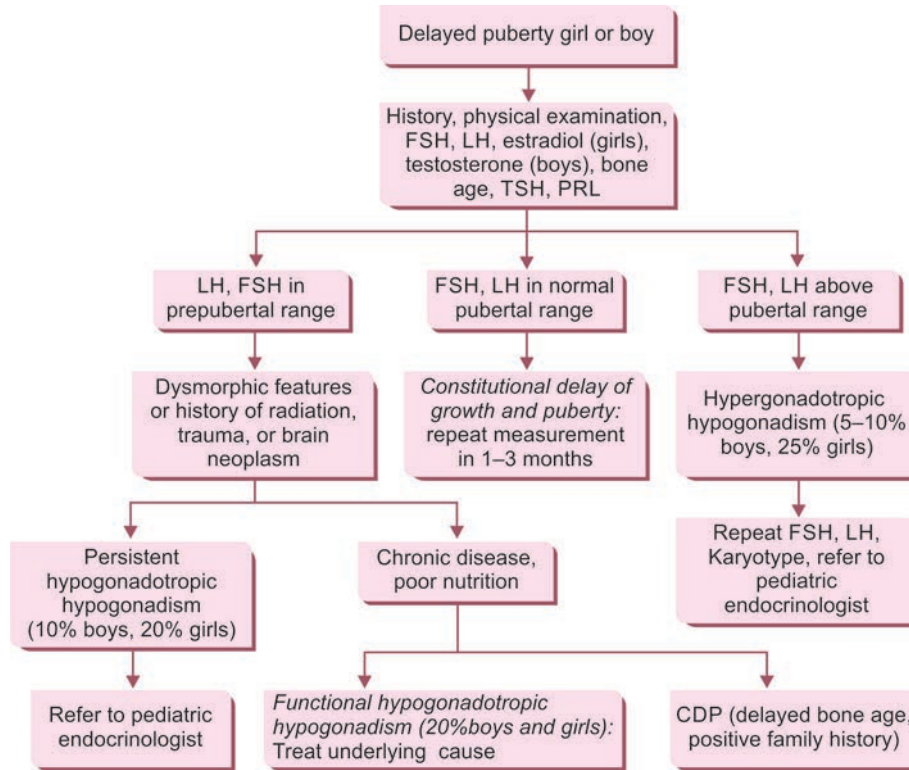 Delayed puberty girl or boy
History, physical examination,
FSH, LH, estradiol (girls),
testosterone (boys), bone
age, TSH, PRL
LH, FSH in
prepubertal range
FSH, LH in normal
pubertal range
FSH, LH above
pubertal range
Dysmorphic features
or history of radiation,
trauma, or brain
neoplasm
Constitutional delay of
growth and puberty:
repeat measurement
in 1–3 months
Hypergonadotropic
hypogonadism (5–10%
boys, 25% girls)
Persistent
hypogonadotropic
hypogonadism
(10% boys, 20% girls)
Chronic disease,
poor nutrition
Repeat FSH, LH,
Karyotype, refer to
pediatric
endocrinologist
Refer to pediatric
endocrinologist
Functional hypogonadotropic
hypogonadism (20%boys and girls):
Treat underlying cause
CDP (delayed bone age,
positive family history)